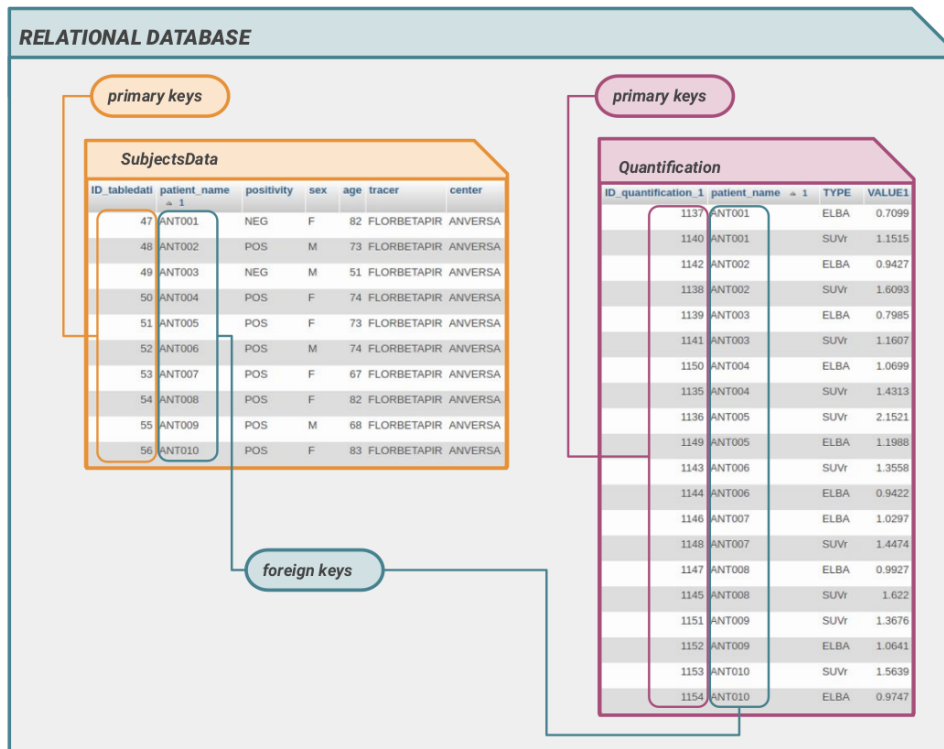 RELATIONAL DATABASE
primary keys
SubjectsData
ID_tabledati patient_name positivity sex age tracer center
1
47 ANT001 NEG F 82 FLORBETAPIR ANVERSA
48 ANT002 POS M 73 FLORBETAPIR ANVERSA
49 ANT003 NEG M 51 FLORBETAPIR ANVERSA
50 ANT004 POS F 74 FLORBETAPIR ANVERSA
51 ANT005 POS F 73 FLORBETAPIR ANVERSA
52 ANT006 POS M 74 FLORBETAPIR ANVERSA
53 ANT007 POS F 67 FLORBETAPIR ANVERSA
54 ANT008 POS F 82 FLORBETAPIR ANVERSA
55 ANT009 POS M 68 FLORBETAPIR ANVERSA
56 ANT010 POS F 83 FLORBETAPIR ANVERSA
foreign keys
primary keys
Quantification
ID_quantification_1 patient_name 1 TYPE VALUE1
1137 ANT001 ELBA 0.7099
1140 ANT001 SUVr 1.1515
1142 ANT002 ELBA 0.9427
1138 ANT002 SUVr 1.6093
1139 ANT003 ELBA 0.7985
1141 ANT003 SUVr 1.1607
1150 ANT004 ELBA 1.0699
1135 ANT004 SUVr 1.4313
1136 ANT005 SUVr 2.1521
1149 ANT005 ELBA 1.1988
1143 ANT006 SUVr 1.3558
1144 ANT006 ELBA 0.9422
1146 ANT007 ELBA 1.0297
1148 ANT007 SUVr 1.4474
1147 ANT008 ELBA 0.9927
1145 ANT008 SUVr 1.622
1151 ANT009 SUVr 1.3676
1152 ANT009 ELBA 1.0641
1153 ANT010 SUVr 1.5639
1154 ANT010 ELBA 0.9747